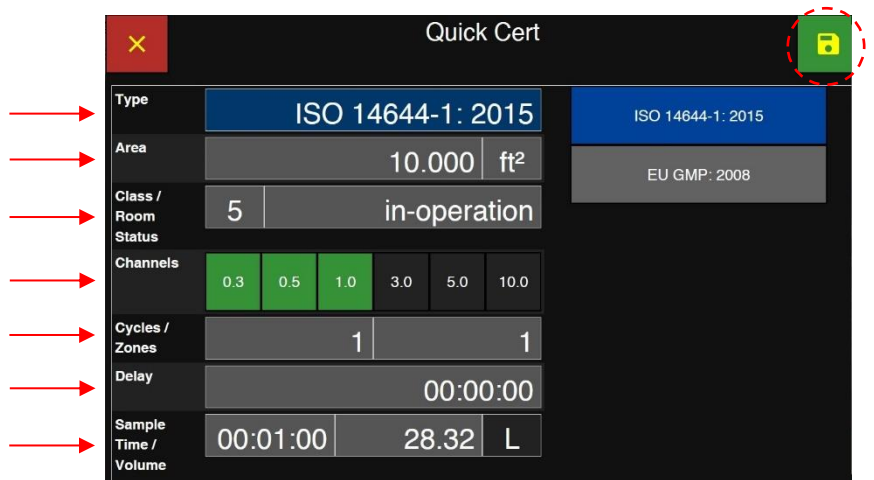 Quick Cert
Type
ISO 14644-1: 2015
ISO 14644-1: 2015
Area
10.000 ft²
EU GMP: 2008
Class /
Room
Status
5 in-operation
Channels
0.3 0.5 1.0 3.0 5.0 10.0
Cycles /
Zones
1 1
Delay
00:00:00
Sample
Time /
Volume
00:01:00 28.32 L